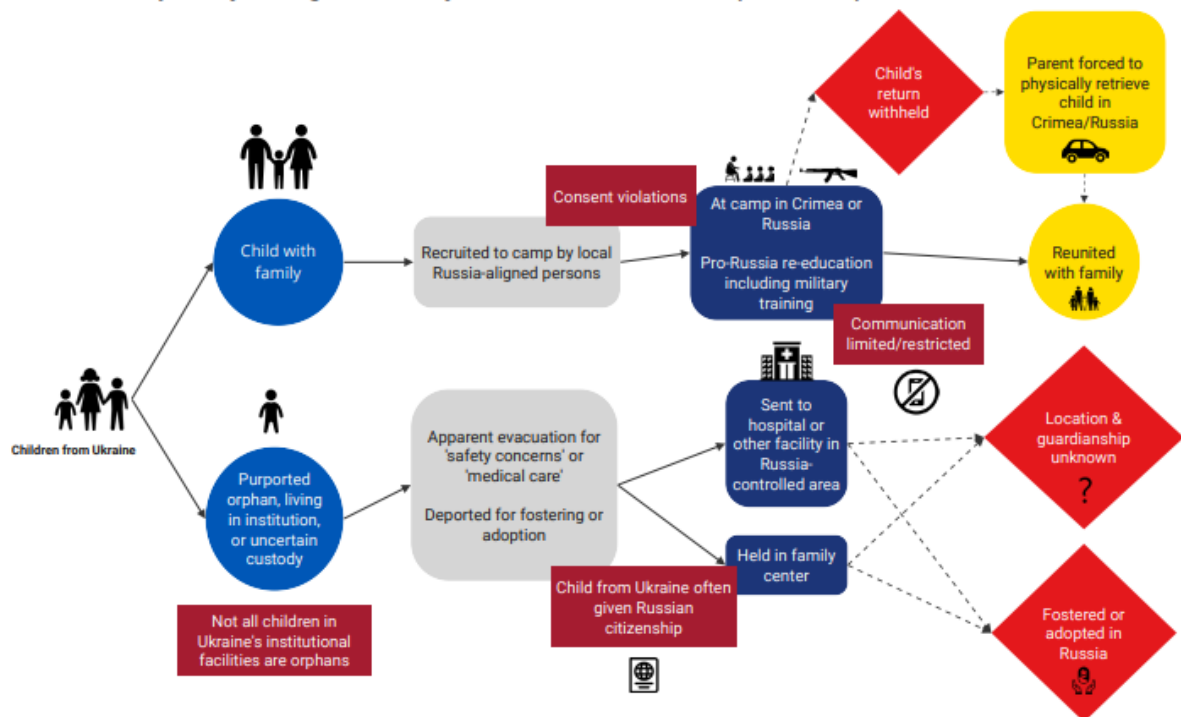 Child's
return
withheld
Parent forced to
physically retrieve
child in
Crimea/Russia
Consent violations
Child with
family
Recruited to camp by local
Russia-aligned persons
At camp in Crimea or
Russia
Pro-Russia re-education
including military
training
Reunited
with family
Communication
limited/restricted
Children from Ukraine
Purported
orphan, living
in institution,
or uncertain
custody
Apparent evacuation for
'safety concerns' or
'medical care'
Deported for fostering or
adoption
Sent to
hospital or
other facility in
Russia-
controlled area
Location &
guardianship
unknown
?
Held in family
center
Not all children in
Ukraine's institutional
facilities are orphans
Child from Ukraine often
given Russian
citizenship
Fostered or
adopted in
Russia